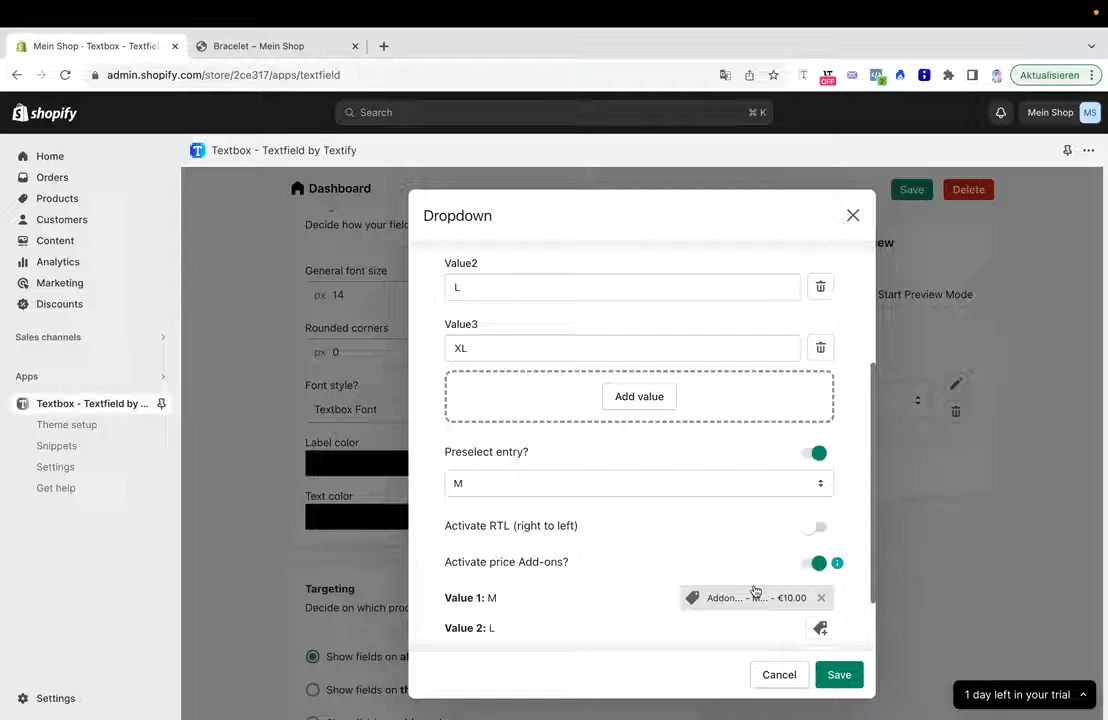 Mein Shop · Textbox - Textfiel
Bracelet – Mein Shop
admin.shopify.com/store/2ce317/apps/textfield
LT
OFF
2
Aktualisieren
shopify
Search
⌘ K
Mein Shop
MS
Home
Orders
Products
Customers
Content
Analytics
Marketing
Discounts
Sales channels
Apps
Textbox - Textfield by ...
Theme setup
Snippets
Settings
Get help
Settings
Textbox - Textfield by Textify
Dashboard
Save
Delete
Decide how your field
General font size
px 14
Rounded corners
px 0
Font style?
Textbox Font
Label color
Text color
Targeting
Decide on which prod
Show fields on al
Show fields on th
ew
Start Preview Mode
Dropdown
Value2
L
Value3
XL
Add value
Preselect entry?
M
Activate RTL (right to left)
Activate price Add-ons?
Value 1: M
Addon... - M... - €10.00
Value 2: L
Cancel
Save
1 day left in your trial